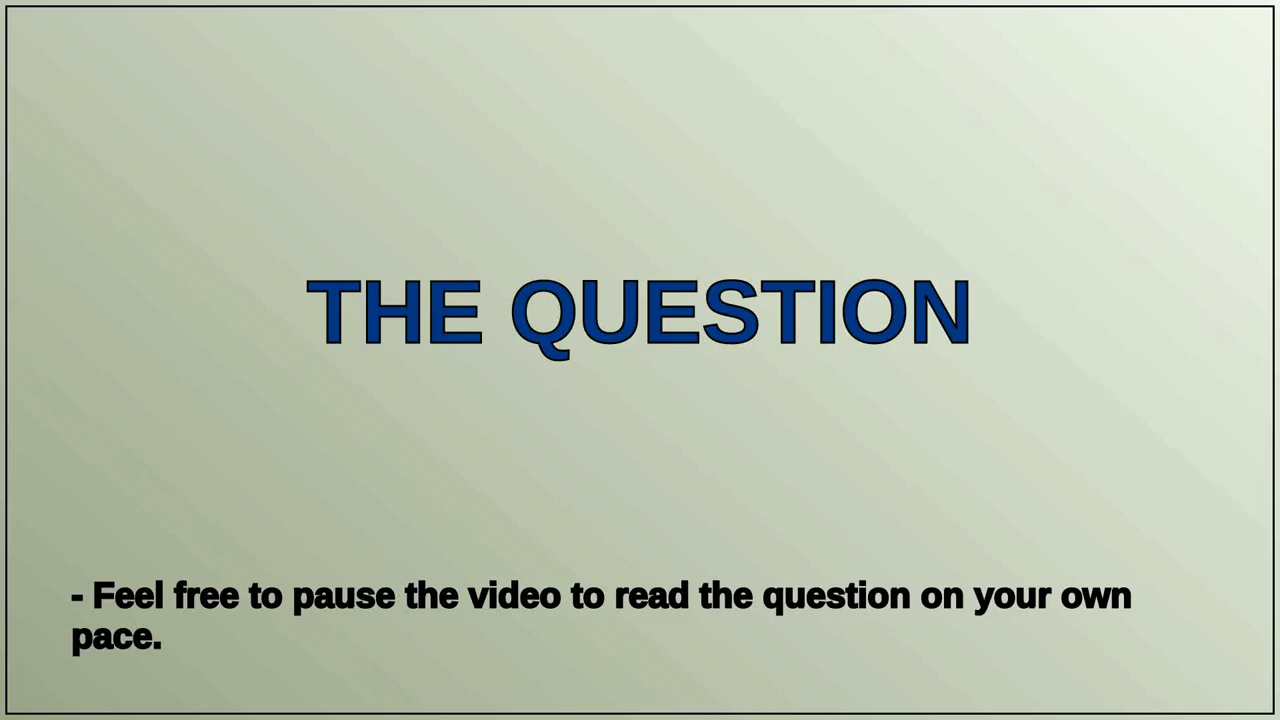 THE QUESTION
- Feel free to pause the video to read the question on your own
pace.